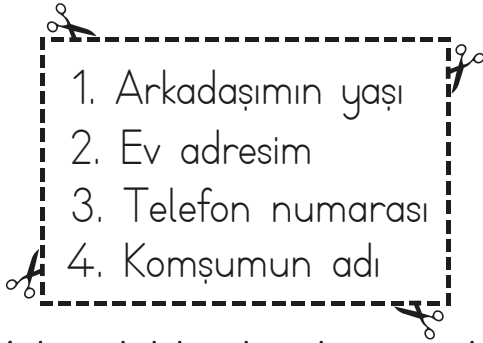 1. Arkadaşımın yaşı
2. Ev adresim
3. Telefon numarası
4. Komşumun adı